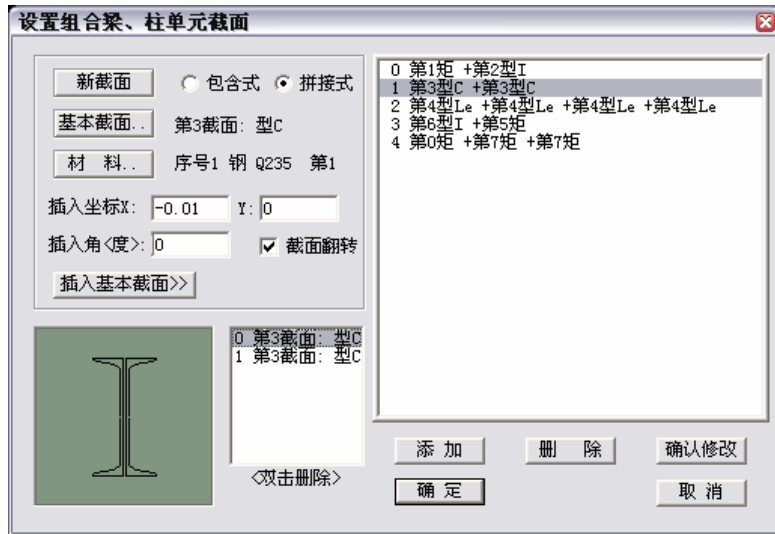 设置组合梁、柱单元截面
新截面 包含式 拼接式
基本截面.. 第3截面: 型C
材 料.. 序号1 钢 Q235 第1
插入坐标X: -0.01 Y: 0
插入角<度>: 0 截面翻转
插入基本截面>>
0 第3截面: 型C
1 第3截面: 型C
<双击删除>
0 第1矩 +第2型I
1 第3型C +第3型C
2 第4型Le +第4型Le +第4型Le +第4型Le
3 第6型I +第5矩
4 第0矩 +第7矩 +第7矩
添 加 删 除 确认修改
确 定 取 消